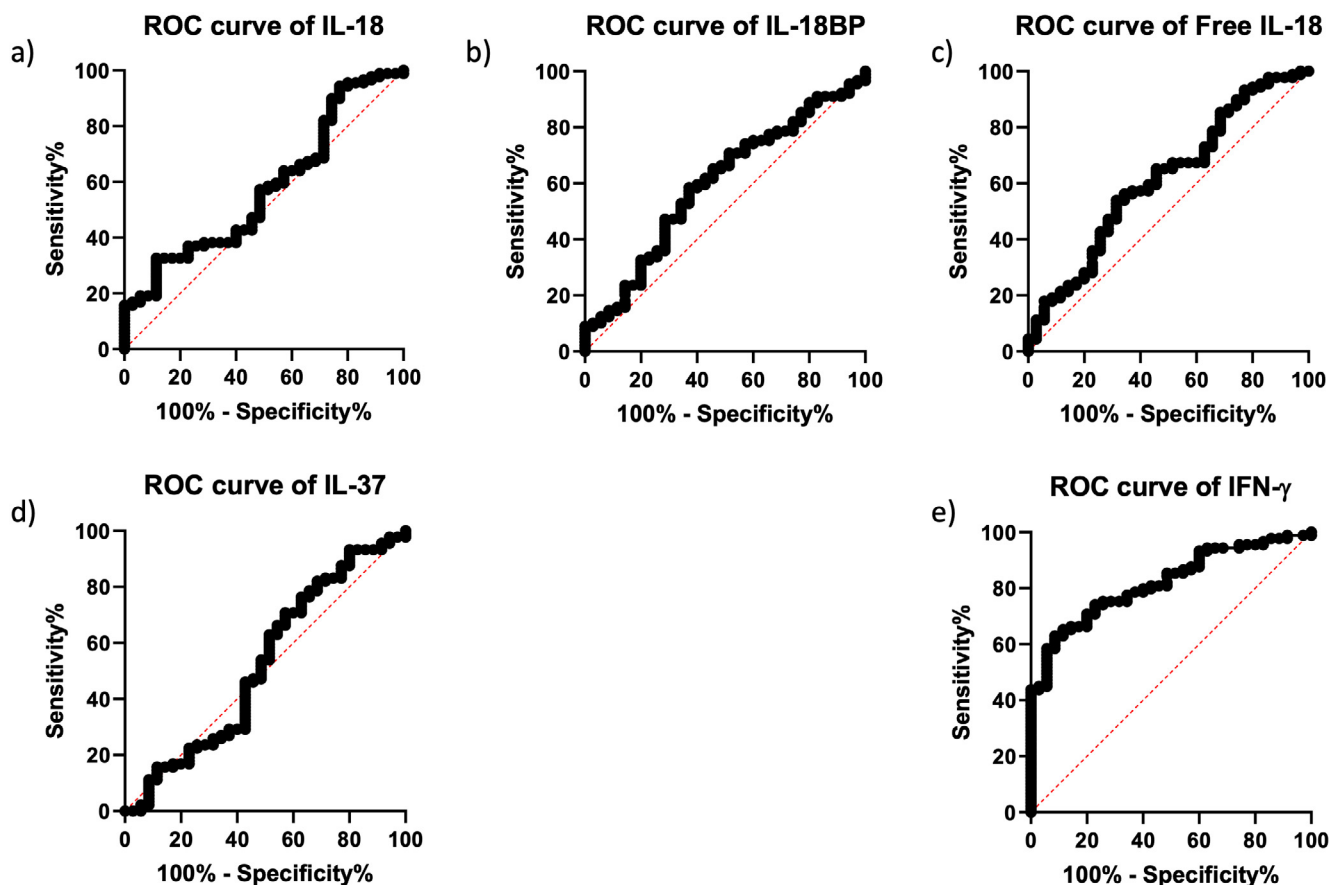 a)
ROC curve of IL-18
Sensitivity%
100
80
60
40
20
0
0 20 40 60 80 100
100% - Specificity%
b)
ROC curve of IL-18BP
Sensitivity%
100
80
60
40
20
0
0 20 40 60 80 100
100% - Specificity%
c)
ROC curve of Free IL-18
Sensitivity%
100
80
60
40
20
0
0 20 40 60 80 100
100% - Specificity%
d)
ROC curve of IL-37
Sensitivity%
100
80
60
40
20
0
0 20 40 60 80 100
100% - Specificity%
e)
ROC curve of IFN-γ
Sensitivity%
100
80
60
40
20
0
0 20 40 60 80 100
100% - Specificity%